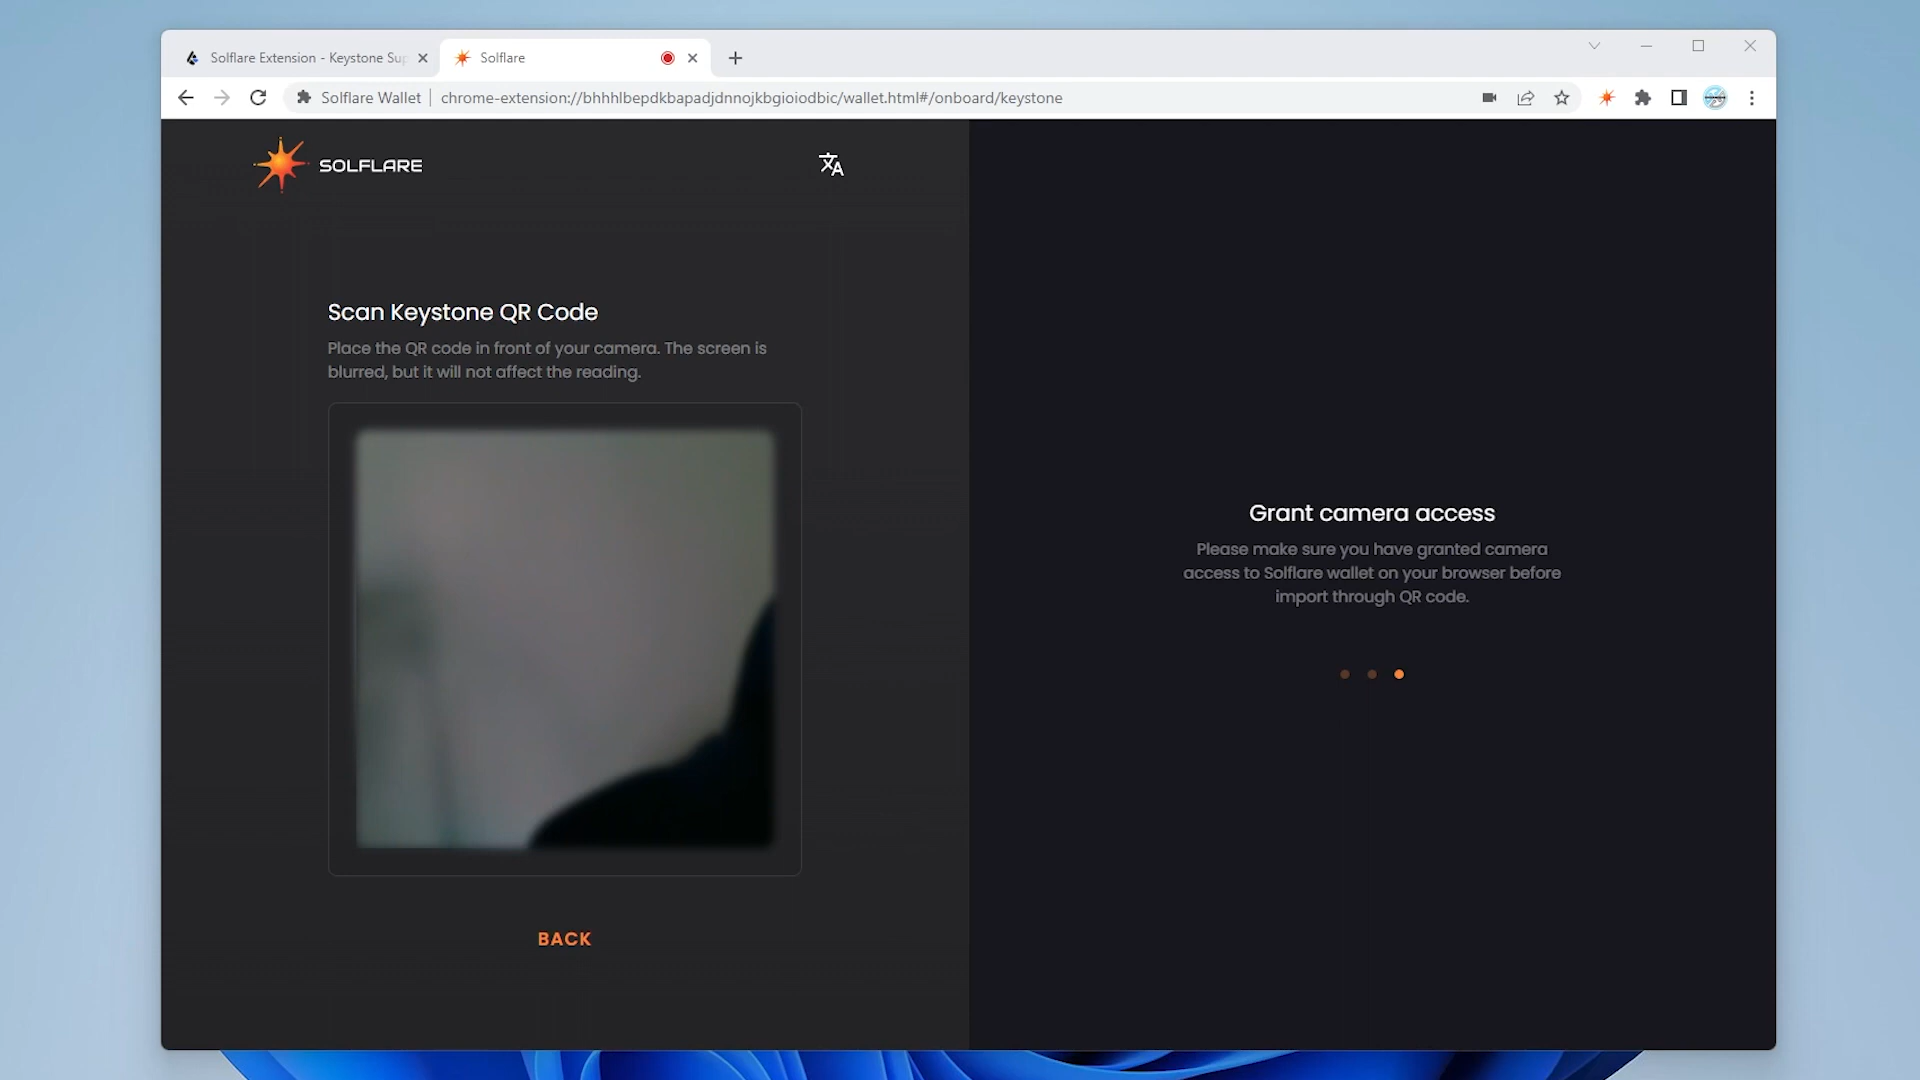 Solflare Extension - Keystone Sup
Solflare
Solflare Wallet
chrome-extension://bhhhlbepdkbapadjdnnojkbgioiodbic/wallet.html#/onboard/keystone
SOLFLARE
Scan Keystone QR Code
Place the QR code in front of your camera. The screen is
blurred, but it will not affect the reading.
BACK
Grant camera access
Please make sure you have granted camera
access to Solflare wallet on your browser before
import through QR code.